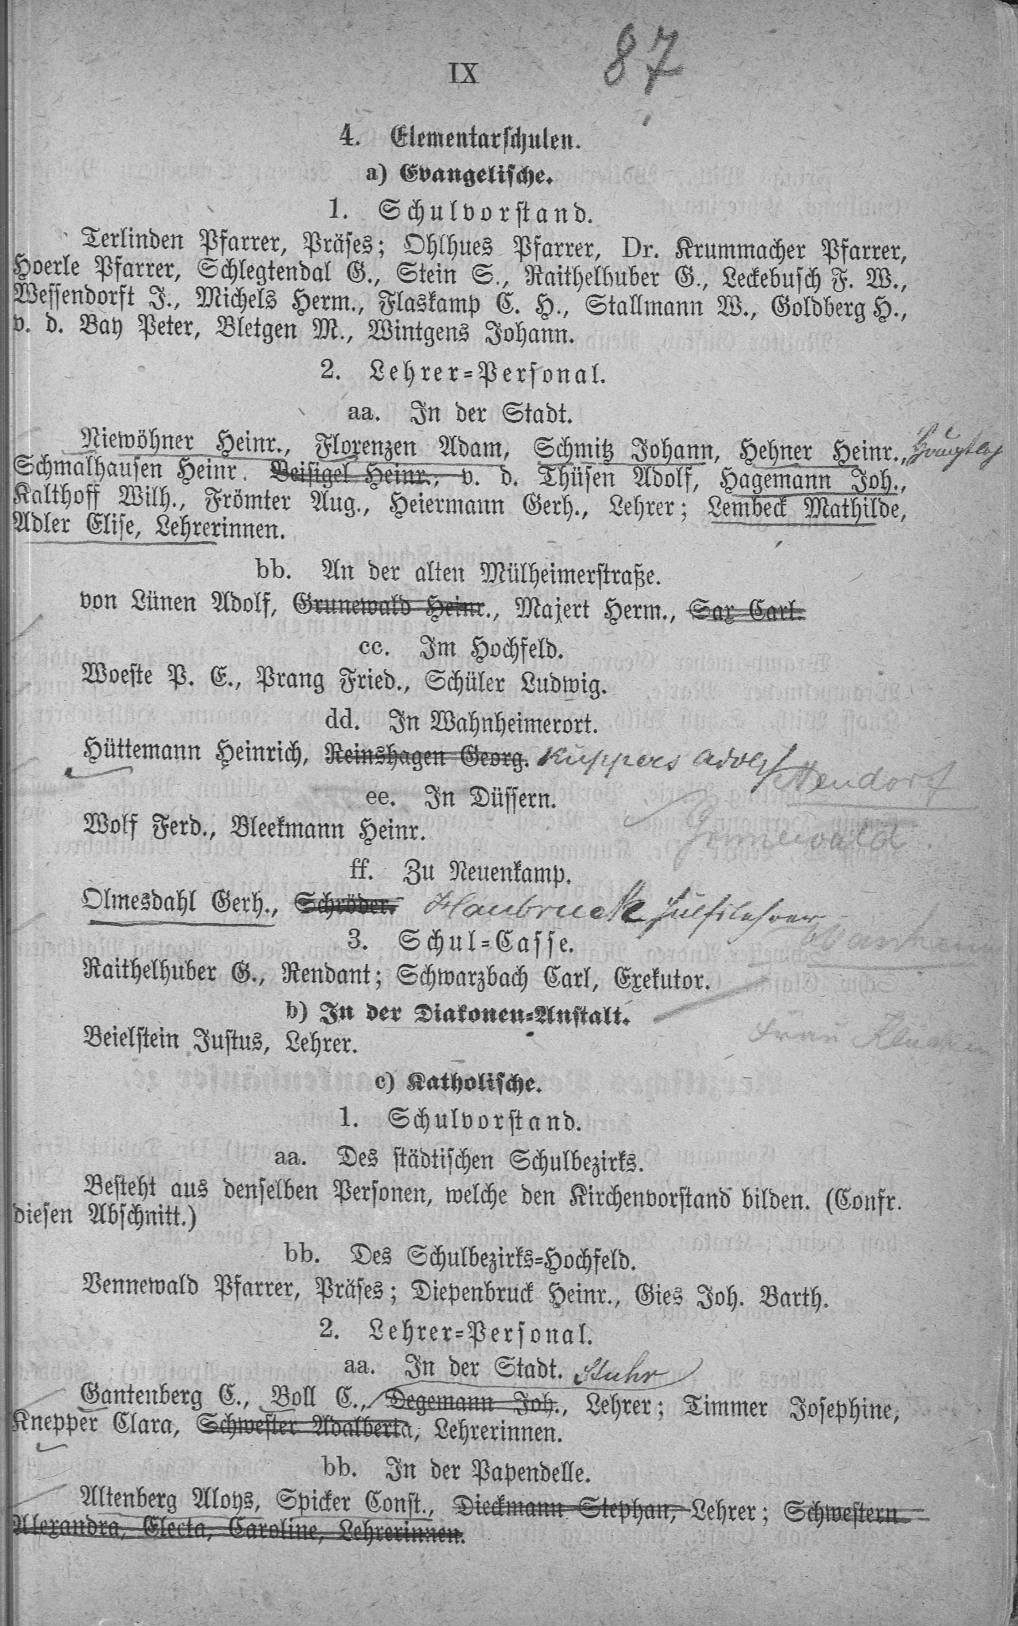 IX 87
4. Elementarschulen.
a) Evangelische.
1. Schulvorstand.
Terlinden Pfarrer, Präses; Ohlhues Pfarrer, Dr. Krummacher Pfarrer,
Hoerle Pfarrer, Schlegtendal G., Stein S., Raithelhuber G., Leckebusch F. W.,
Wessendorft J., Michels Herm., Flaskamp C. H., Stallmann W., Goldberg H.,
v. d. Bay Peter, Bletgen M., Wintgens Johann.
2. Lehrer-Personal.
aa. In der Stadt.
Niewöhner Heinr., Florenzen Adam, Schmitz Johann, Hehner Heinr.,
Schmalhausen Heinr. Beisigel Heinr., v. d. Thüsen Adolf, Hagemann Joh.,
Kalthoff Wilh., Frömter Aug., Heiermann Gerh., Lehrer; Lembeck Mathilde,
Adler Elise, Lehrerinnen.
bb. An der alten Mülheimerstraße.
von Lünen Adolf, Grunewald Heinr., Majert Herm., Sax Carl.
cc. Im Hochfeld.
Woeste P. E., Prang Fried., Schüler Ludwig.
dd. In Wahnheimerort.
Hüttemann Heinrich, Reinshagen Georg. Küppers Adolf
ee. In Düssern.
Wolf Ferd., Bleekmann Heinr. Grunewald
ff. Zu Neuenkamp.
Olmesdahl Gerh., Schröder. Haubruck Hülfslehrer
3. Schul-Casse.
Raithelhuber G., Rendant; Schwarzbach Carl, Exekutor.
b) In der Diakonen-Anstalt.
Beielstein Justus, Lehrer.
c) Katholische.
1. Schulvorstand.
aa. Des städtischen Schulbezirks.
Besteht aus denselben Personen, welche den Kirchenvorstand bilden. (Confr.
diesen Abschnitt.)
bb. Des Schulbezirks-Hochfeld.
Vennewald Pfarrer, Präses; Diepenbruck Heinr., Gies Joh. Barth.
2. Lehrer-Personal.
aa. In der Stadt. Stuhr
Gantenberg C., Boll C., Degemann Joh., Lehrer; Timmer Josephine,
Knepper Clara, Schwester Adalberta, Lehrerinnen.
bb. In der Papendelle.
Altenberg Aloys, Spicker Const., Dieckmann Stephan, Lehrer; Schwestern
Alexandra, Electa, Caroline, Lehrerinnen.